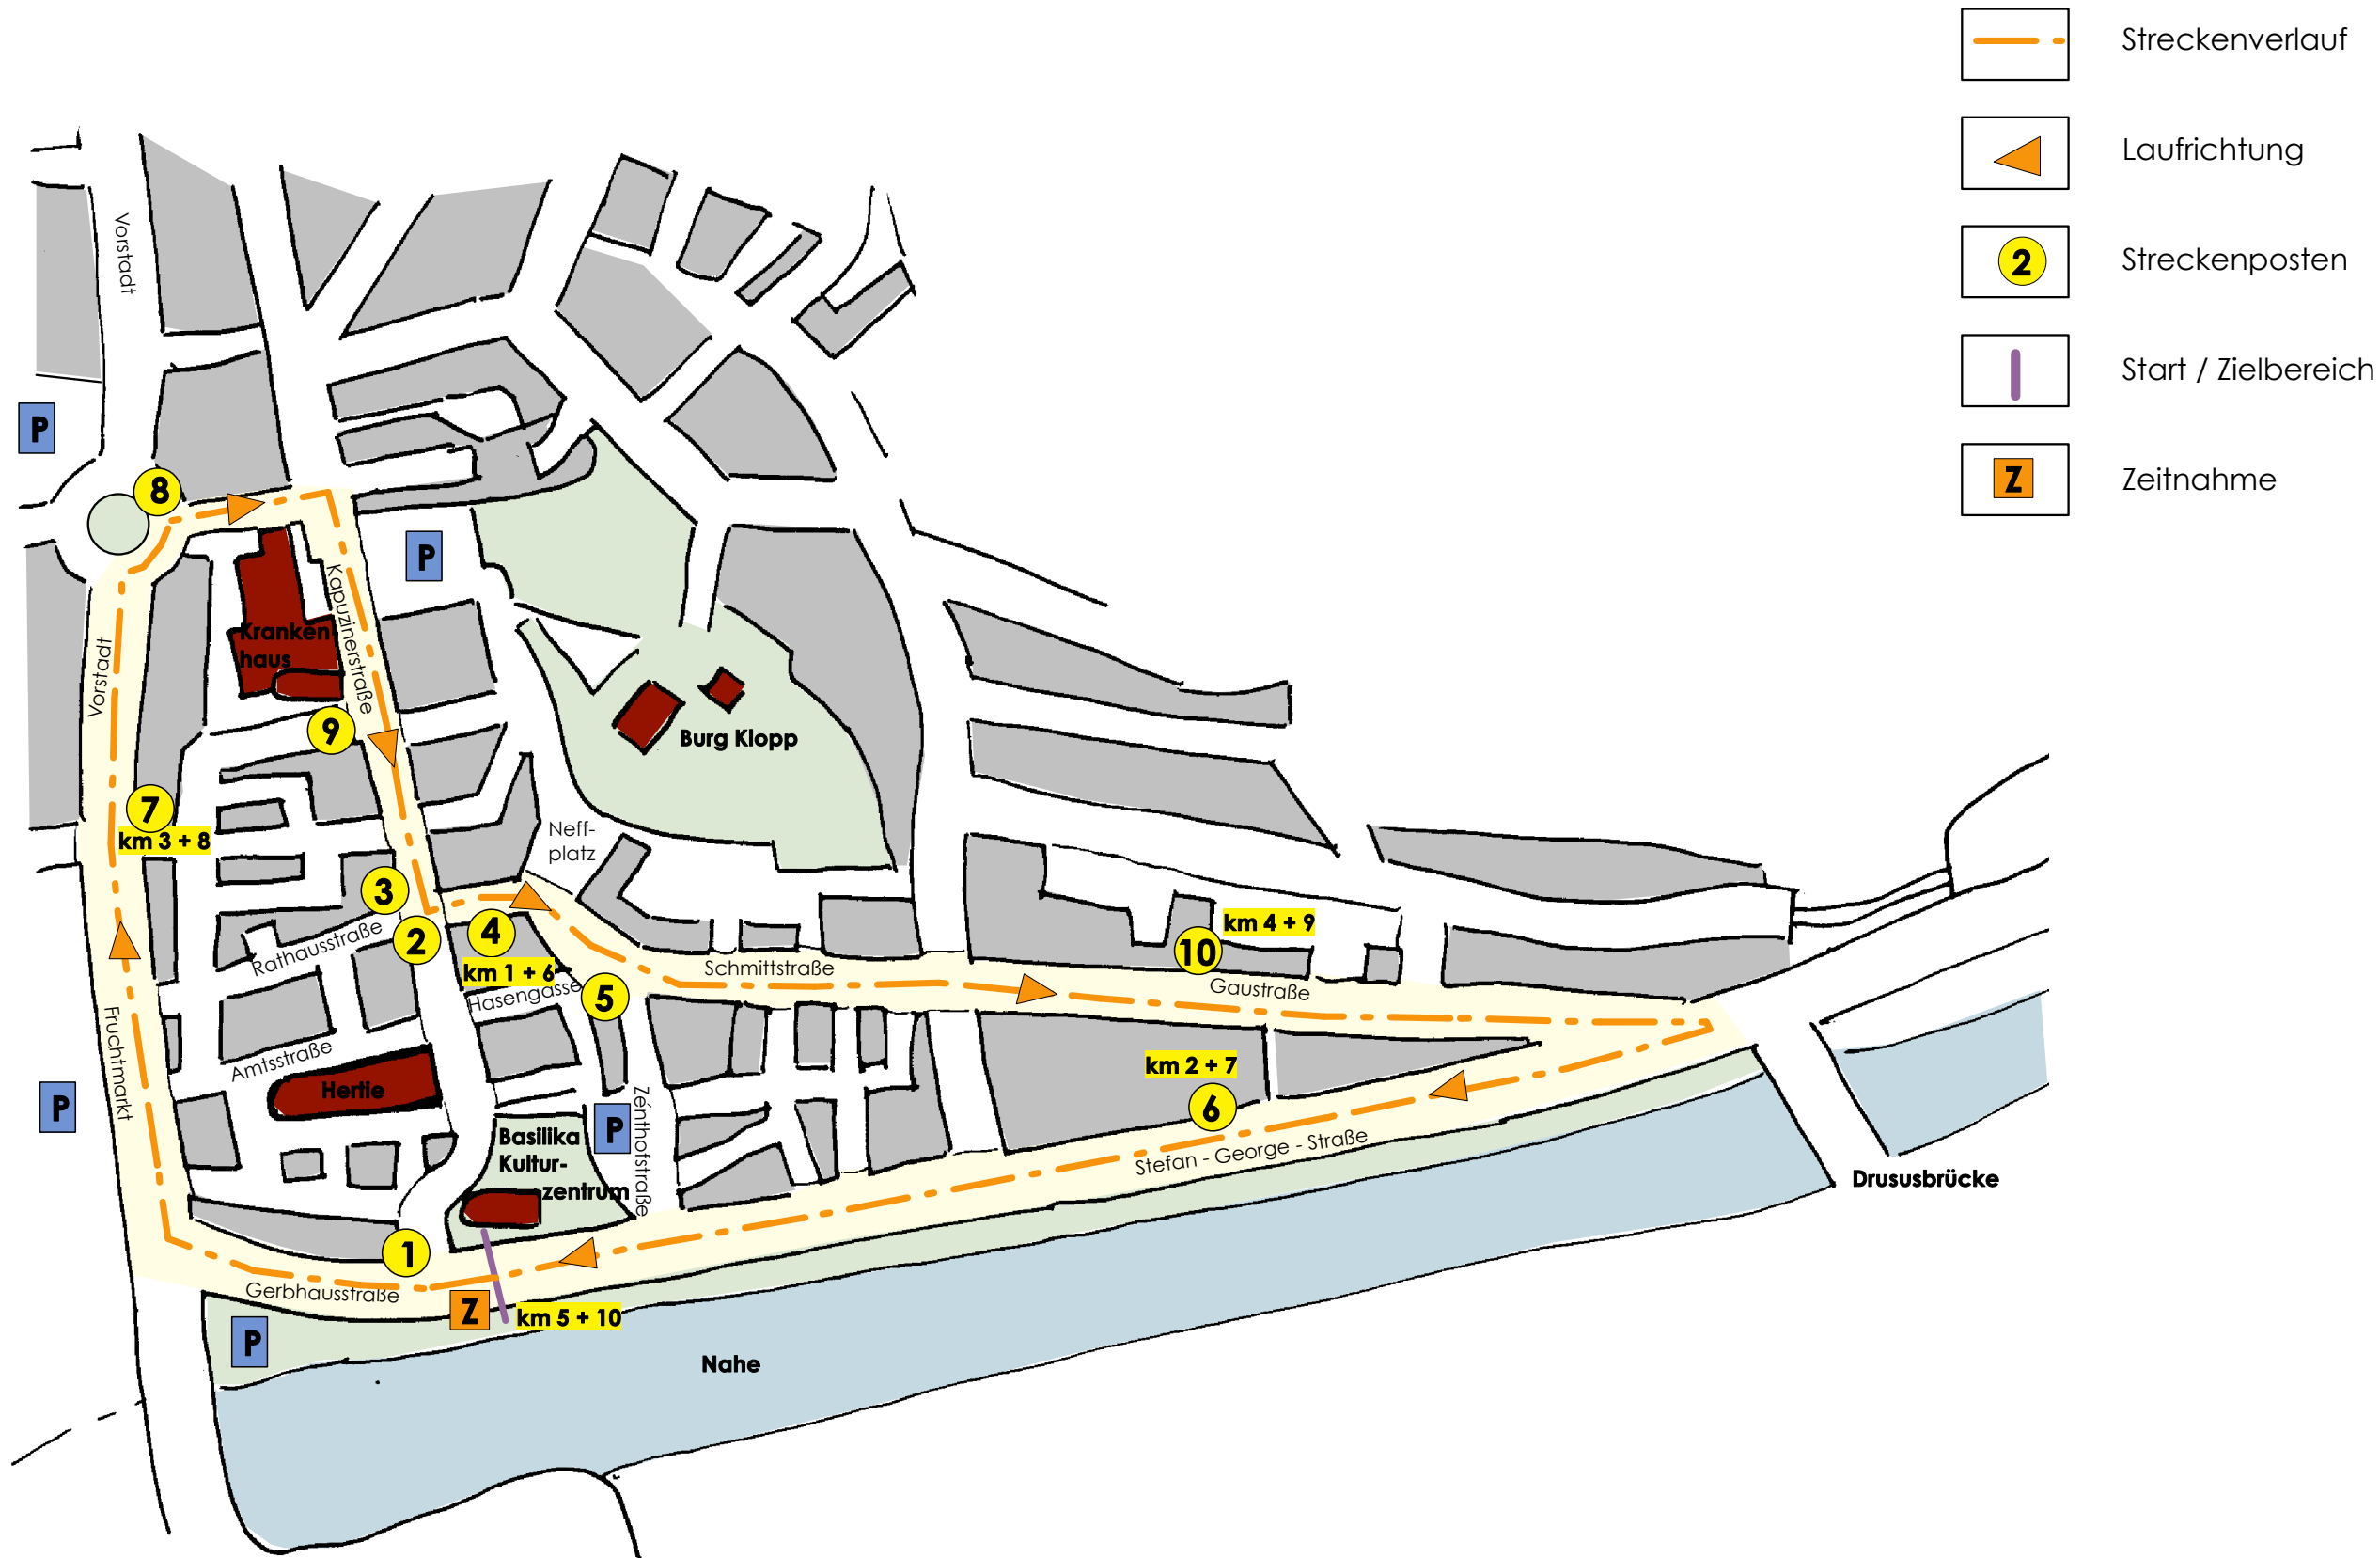 Streckenverlauf
Laufrichtung
2
Streckenposten
Start / Zielbereich
Z
Zeitnahme
Vorstadt
P
8
P
Kapuzinerstraße
Kranken-
haus
Vorstadt
9
Burg Klopp
7
km 3 + 8
Neff-
platz
3
Rathausstraße
2
4
km 1 + 6
Hasengasse
5
Schmittstraße
km 4 + 9
10
Gaustraße
Fruchtmarkt
Amtsstraße
Hertie
km 2 + 7
6
P
P
Zehnthofstraße
Basilika
Kultur-
zentrum
Stefan - George - Straße
Drususbrücke
1
Gerbhausstraße
Z
km 5 + 10
P
Nahe